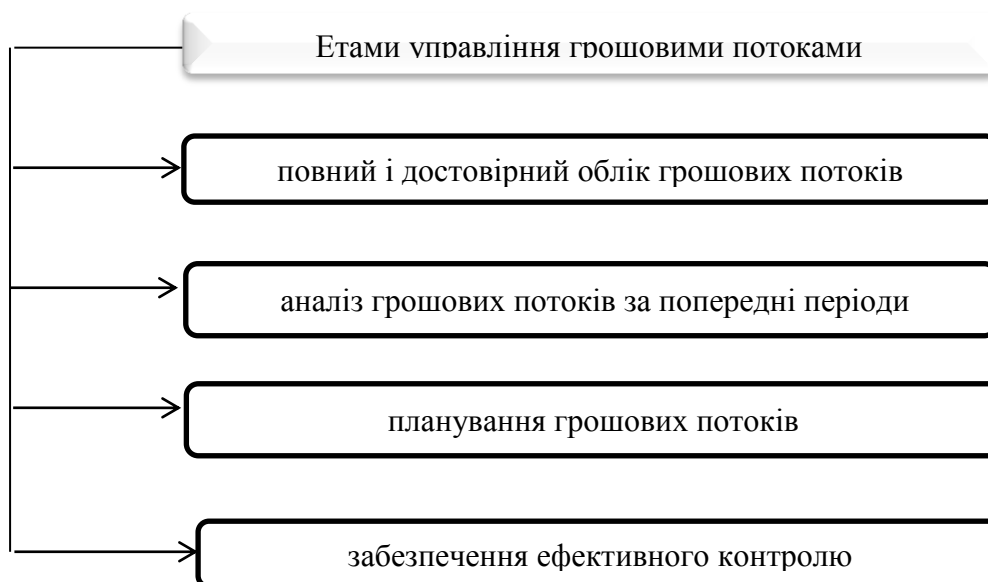 Етами управління грошовими потоками
повний і достовірний облік грошових потоків
аналіз грошових потоків за попередні періоди
планування грошових потоків
забезпечення ефективного контролю